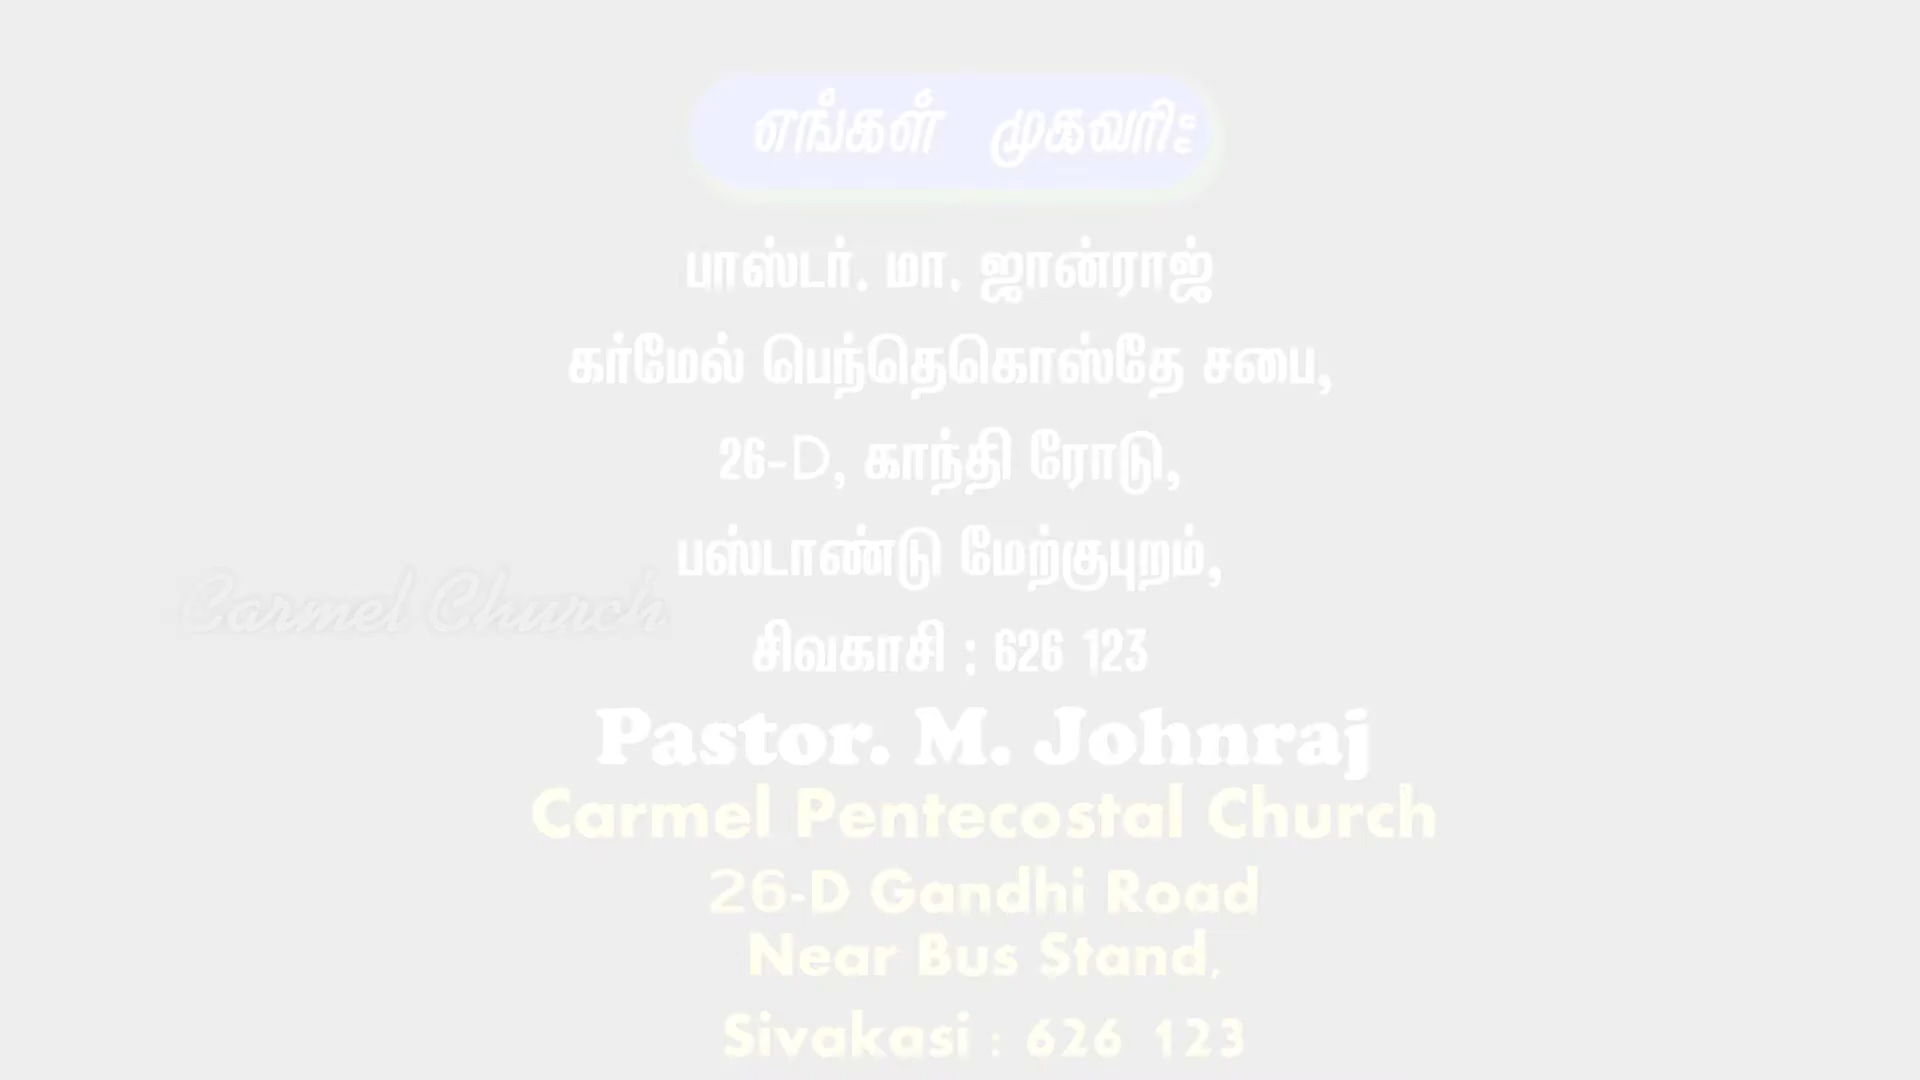 எங்கள் முகவரி:
பாஸ்டர். மா. ஜான்ராஜ்
கர்மேல் பெந்தெகொஸ்தே சபை,
26-D, காந்தி ரோடு,
பஸ்டாண்டு மேற்குபுறம்,
Carmel Church
சிவகாசி : 626 123
Pastor. M. Johnraj
Carmel Pentecostal Church
26-D Gandhi Road
Near Bus Stand,
Sivakasi : 626 123